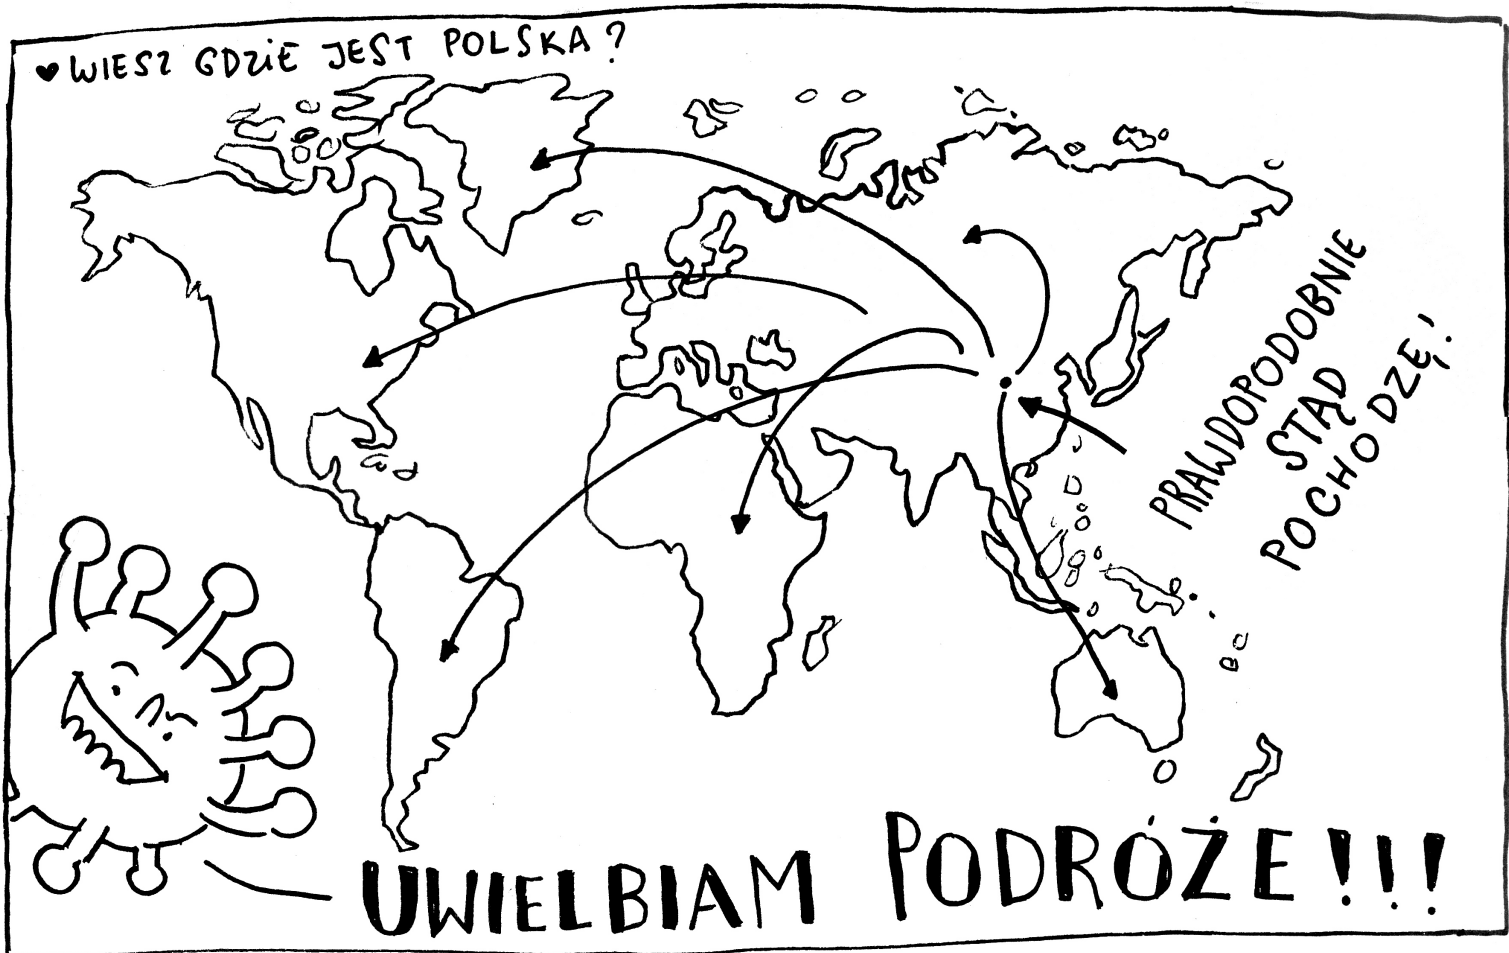 ♥ WIESZ GDZIE JEST POLSKA?
PRAWDOPODOBNIE
STĄD
POCHODZĘ!
UWIELBIAM PODRÓŻE!!!